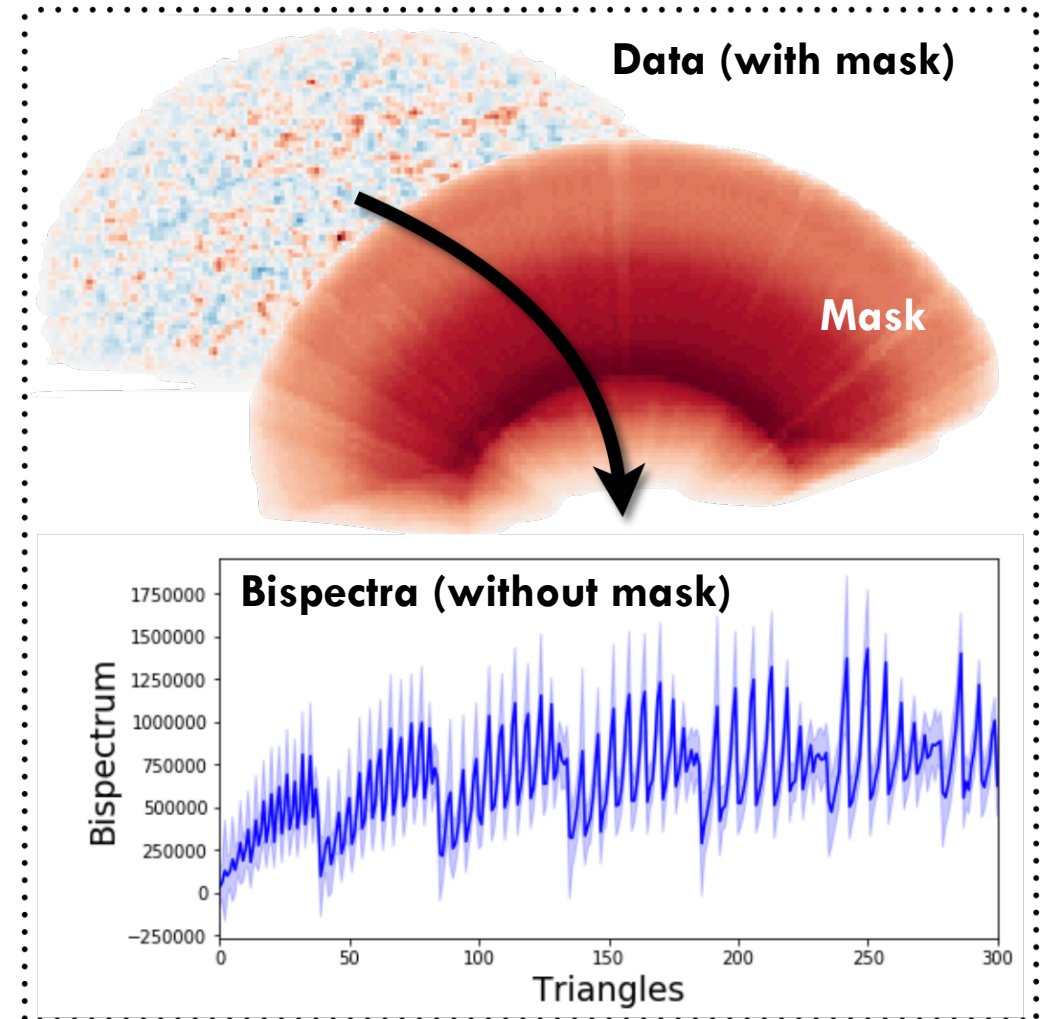 Data (with mask)
Mask
Bispectra (without mask)
Bispectrum
1750000
1500000
1250000
1000000
750000
500000
250000
0
−250000
0 50 100 150 200 250 300
Triangles